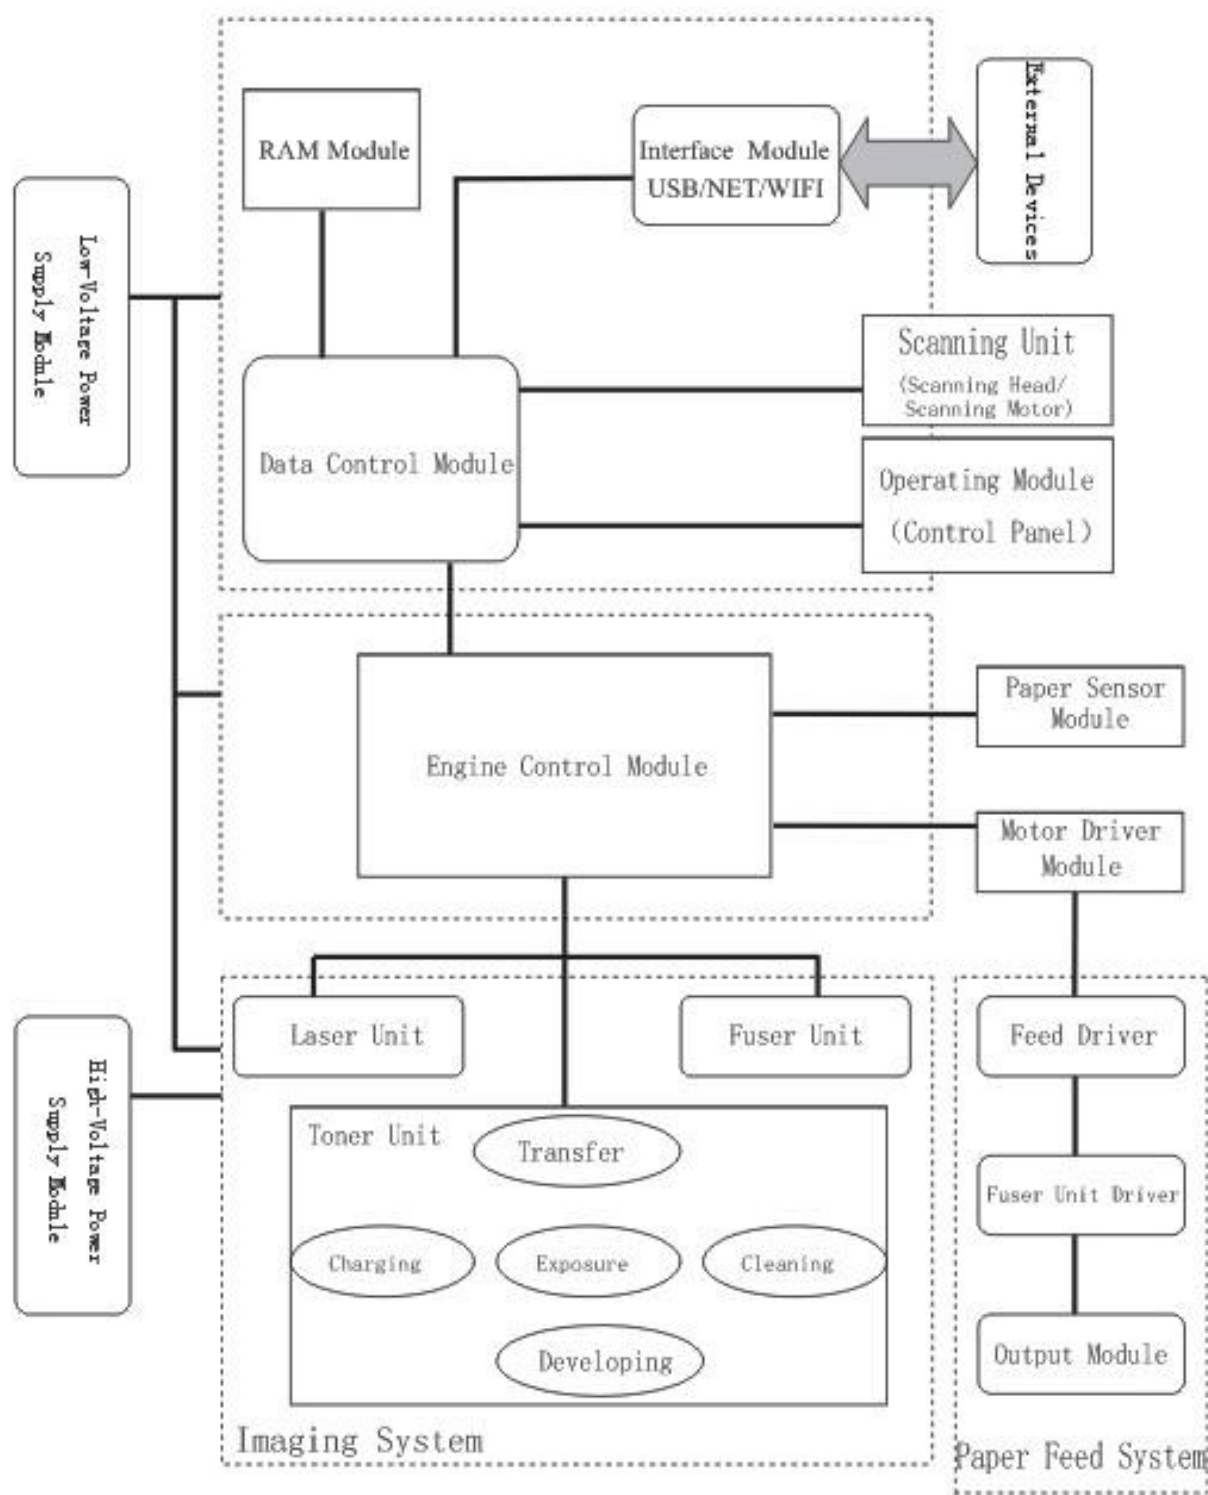 RAM Module
Interface Module
USB/NET/WIFI
External Devices
Low-Voltage Power
Supply Module
Scanning Unit
(Scanning Head/
Scanning Motor)
Data Control Module
Operating Module
(Control Panel)
Paper Sensor
Module
Engine Control Module
Motor Driver
Module
Laser Unit
Fuser Unit
Feed Driver
High-Voltage Power
Supply Module
Toner Unit
Transfer
Fuser Unit Driver
Charging
Exposure
Cleaning
Developing
Output Module
Imaging System
Paper Feed System